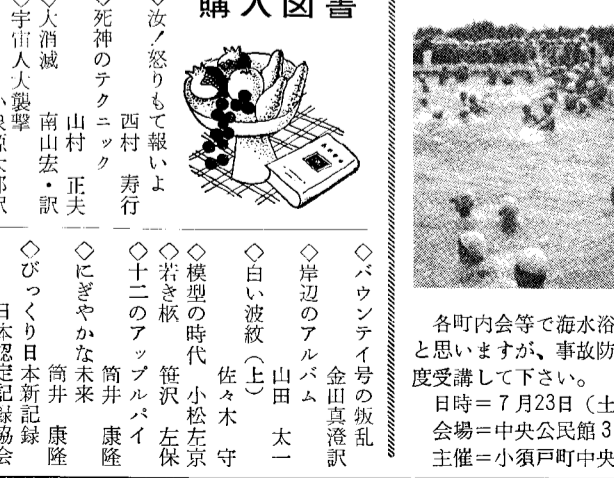 購入図書
◇汝!怒りもて報いよ
西村 寿行
◇死神のテクニック
山村 正夫
◇大消滅 南山宏・訳
◇宇宙人大襲撃
◇バウンテイ号の叛乱
金田真澄訳
◇岸辺のアルバム
山田 太一
◇白い波紋(上)
佐々木 守
◇模型の時代 小松左京
◇若き柩 笹沢 左保
◇十二のアップルパイ
筒井 康隆
◇にぎやかな未来
筒井 康隆
◇びっくり日本新記録
日本認定記録協会
各町内会等で海水浴
と思いますが、事故防
度受講して下さい。
日時=7月23日(土
会場=中央公民館3
主催=小須戸町中央